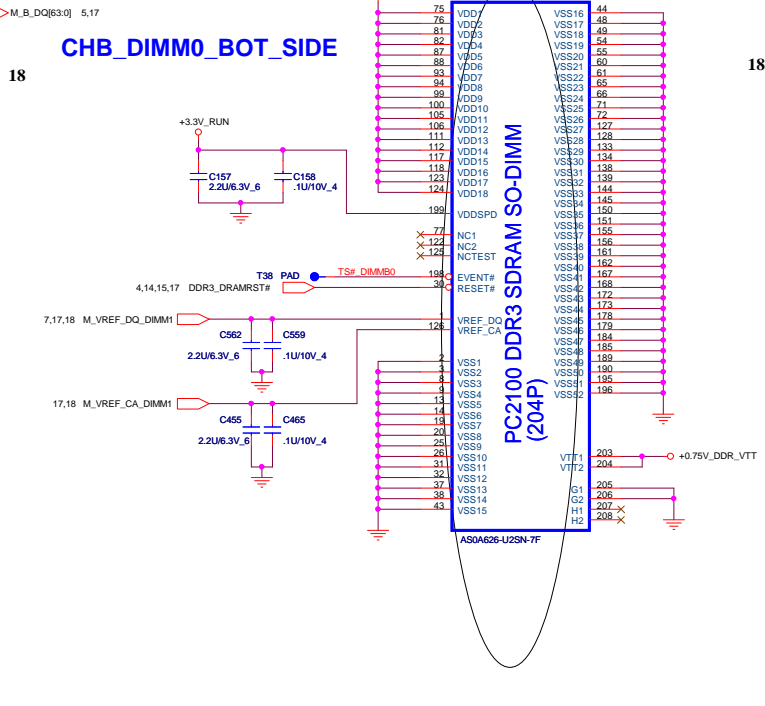 M_B_DQ[63:0] 5,17
CHB_DIMM0_BOT_SIDE
18
18
+3.3V_RUN
C157
2.2U/6.3V_6
C158
.1U/10V_4
T38 PAD
TS#_DIMMB0
4,14,15,17 DDR3_DRAMRST#
7,17,18 M_VREF_DQ_DIMM1
C562
2.2U/6.3V_6
C559
.1U/10V_4
17,18 M_VREF_CA_DIMM1
C455
2.2U/6.3V_6
C465
.1U/10V_4
75 VDD1
76 VDD2
81 VDD3
82 VDD4
87 VDD5
88 VDD6
93 VDD7
94 VDD8
99 VDD9
100 VDD10
105 VDD11
106 VDD12
111 VDD13
112 VDD14
117 VDD15
118 VDD16
123 VDD17
124 VDD18
199 VDDSPD
77 NC1
122 NC2
125 NCTEST
198 EVENT#
30 RESET#
1 VREF_DQ
126 VREF_CA
2 VSS1
3 VSS2
8 VSS3
9 VSS4
13 VSS5
14 VSS6
19 VSS7
20 VSS8
25 VSS9
26 VSS10
31 VSS11
32 VSS12
37 VSS13
38 VSS14
43 VSS15
PC2100 DDR3 SDRAM SO-DIMM
(204P)
VSS16 44
VSS17 48
VSS18 49
VSS19 54
VSS20 55
VSS21 60
VSS22 61
VSS23 65
VSS24 66
VSS25 71
VSS26 72
VSS27 127
VSS28 128
VSS29 133
VSS30 134
VSS31 138
VSS32 139
VSS33 144
VSS34 145
VSS35 150
VSS36 151
VSS37 155
VSS38 156
VSS39 161
VSS40 162
VSS41 167
VSS42 168
VSS43 172
VSS44 173
VSS45 178
VSS46 179
VSS47 184
VSS48 185
VSS49 189
VSS50 190
VSS51 195
VSS52 196
VTT1 203
VTT2 204
+0.75V_DDR_VTT
G1 205
G2 206
H1 207
H2 208
AS0A626-U2SN-7F